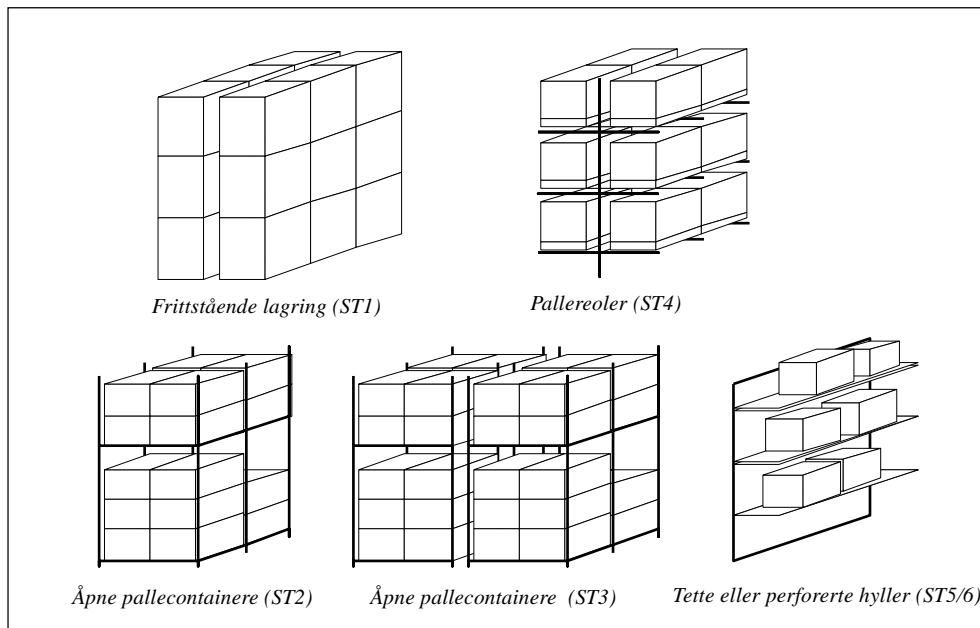 Frittstående lagring (ST1)
Pallereoler (ST4)
Åpne pallecontainere (ST2)
Åpne pallecontainere (ST3)
Tette eller perforerte hyller (ST5/6)